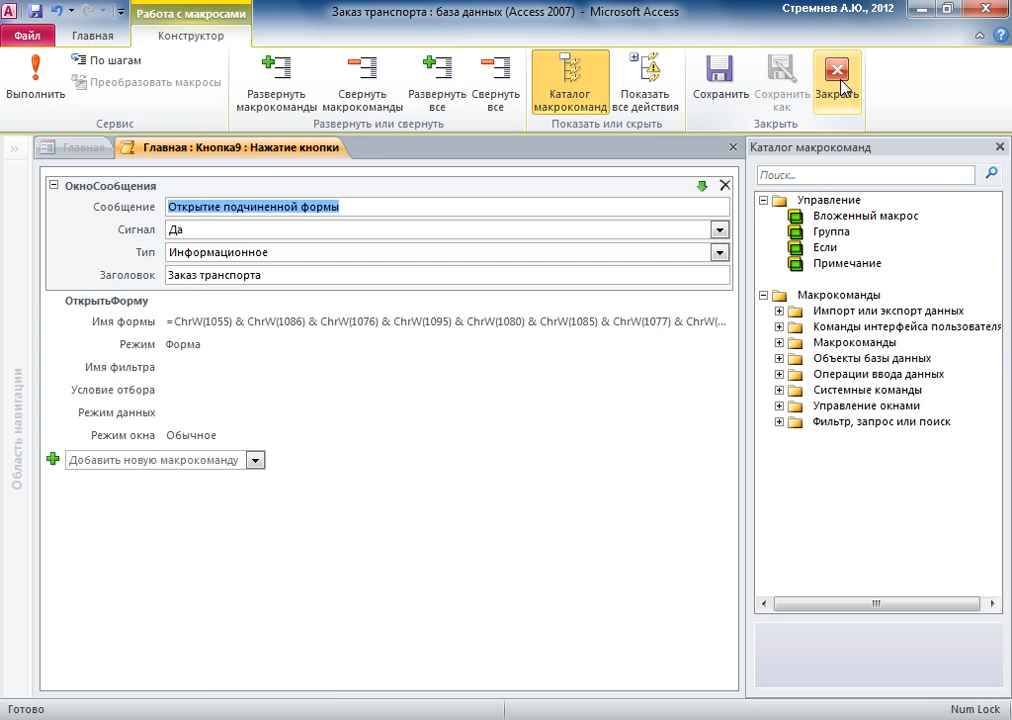 Работа с макросами
Заказ транспорта : база данных (Access 2007) - Microsoft Access
Стремнев А.Ю., 2012
Файл
Главная
Конструктор
Выполнить
По шагам
Преобразовать макросы
Сервис
Развернуть макрокоманды
Свернуть макрокоманды
Развернуть все
Свернуть все
Развернуть или свернуть
Каталог макрокоманд
Показать все действия
Показать или скрыть
Сохранить
Сохранить как
Закрыть
Закрыть
Главная
Главная : Кнопка9 : Нажатие кнопки
Каталог макрокоманд
Область навигации
ОкноСообщения
Сообщение Открытие подчиненной формы
Сигнал Да
Тип Информационное
Заголовок Заказ транспорта
ОткрытьФорму
Имя формы =ChrW(1055) & ChrW(1086) & ChrW(1076) & ChrW(1095) & ChrW(1080) & ChrW(1085) & ChrW(1077) & ChrW(...
Режим Форма
Имя фильтра
Условие отбора
Режим данных
Режим окна Обычное
Добавить новую макрокоманду
Поиск...
Управление
Вложенный макрос
Группа
Если
Примечание
Макрокоманды
Импорт или экспорт данных
Команды интерфейса пользователя
Макрокоманды
Объекты базы данных
Операции ввода данных
Системные команды
Управление окнами
Фильтр, запрос или поиск
Готово
Num Lock